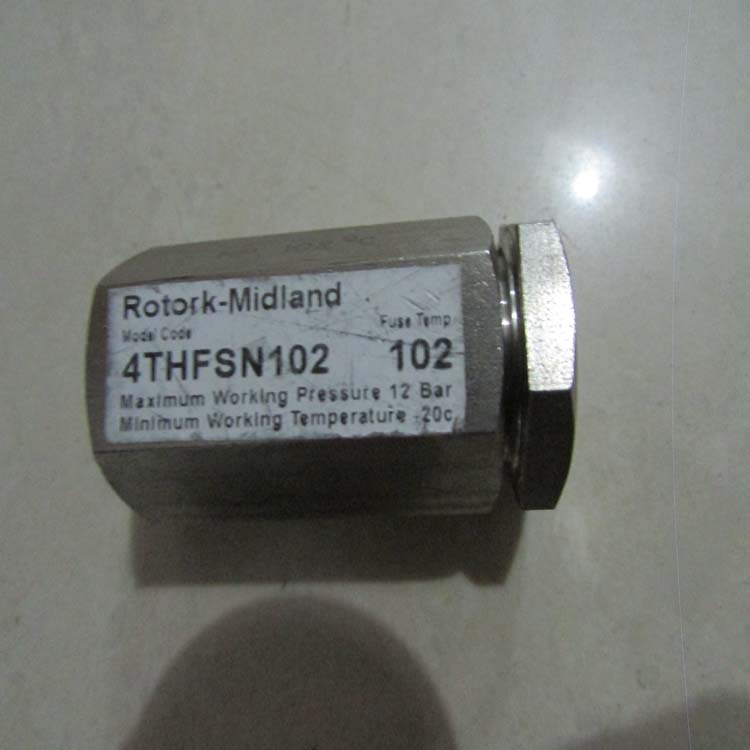 Rotork-Midland
Model Code Fuse Temp
4THFSN102 102
Maximum Working Pressure 12 Bar
Minimum Working Temperature -20c